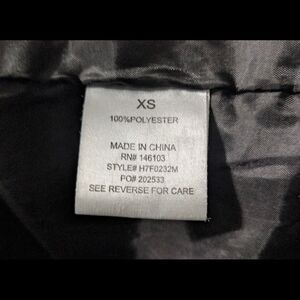 XS
100%POLYESTER
MADE IN CHINA
RN# 146103
STYLE# H7F0232M
PO# 202533
SEE REVERSE FOR CARE